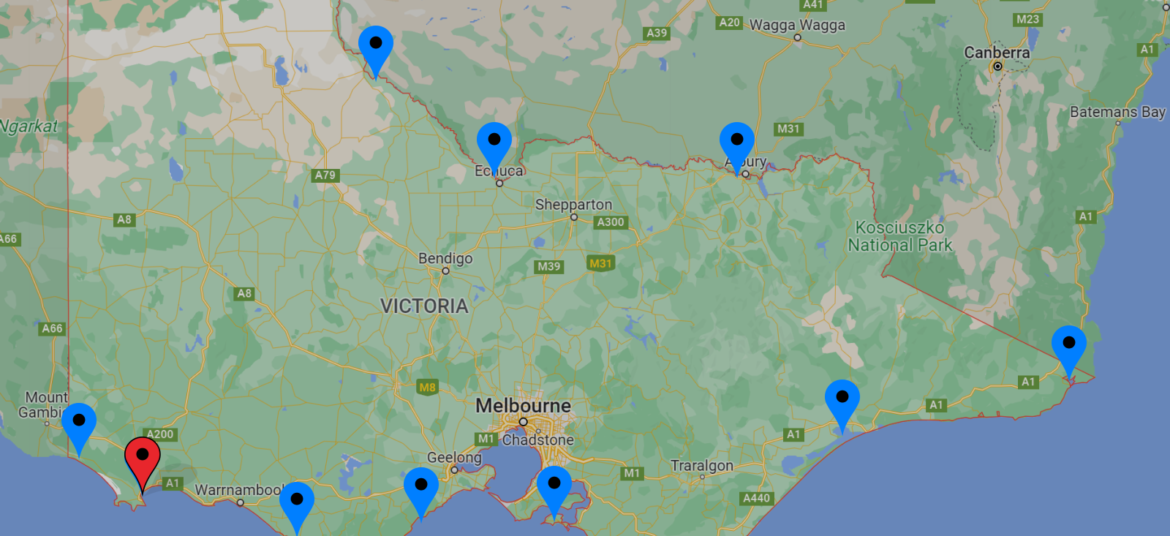 A41
M23
A20
Wagga Wagga
A39
A1
Canberra
Batemans Bay
Ngarkat
M31
Albury
Echuca
A79
Shepparton
A8
A300
A1
A66
Kosciuszko
National Park
Bendigo
M39
M31
A8
VICTORIA
A66
M8
A1
Mount
Melbourne
A1
A200
M1
Chadstone
A1
Geelong
Traralgon
M1
A1
Warrnambool
A440